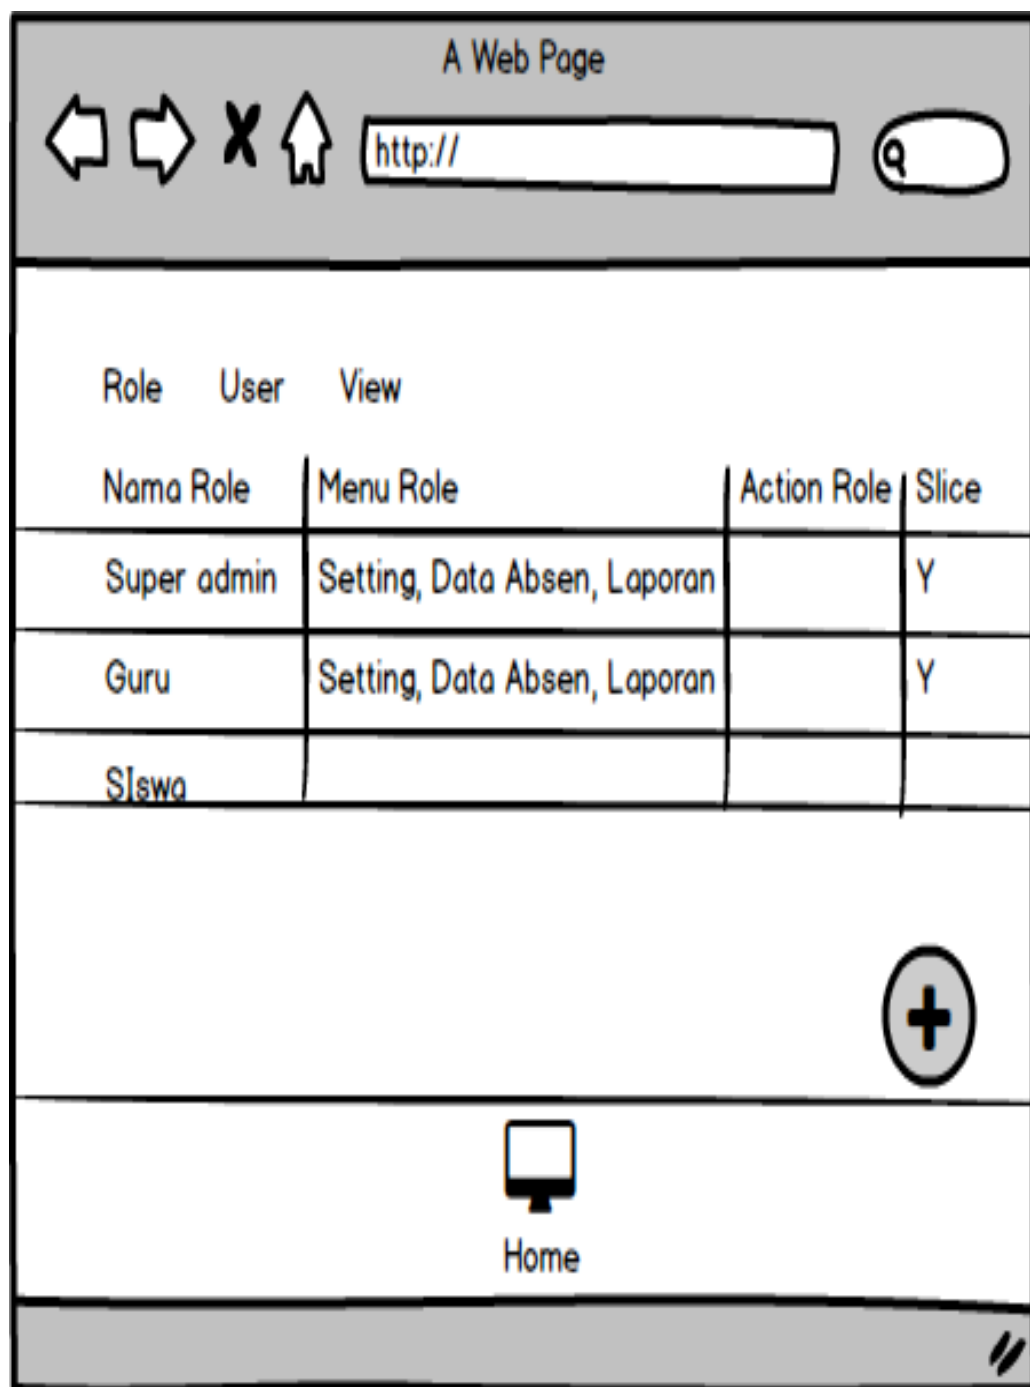 A Web Page
http://
Role User View
Nama Role Menu Role Action Role Slice
Super admin Setting, Data Absen, Laporan Y
Guru Setting, Data Absen, Laporan Y
SIswa
Home